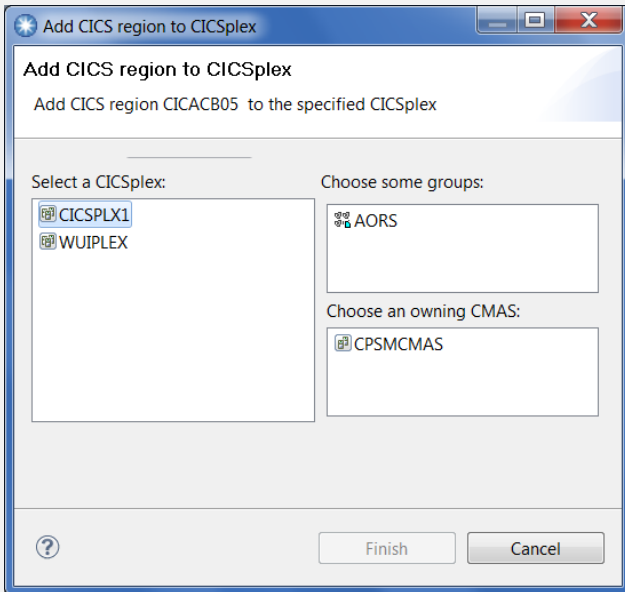 Add CICS region to CICSplex
Add CICS region to CICSplex
Add CICS region CICACB05 to the specified CICSplex
Select a CICSplex:
CICSPLX1
WUIPLEX
Choose some groups:
AORS
Choose an owning CMAS:
CPSMCMAS
?
Finish
Cancel